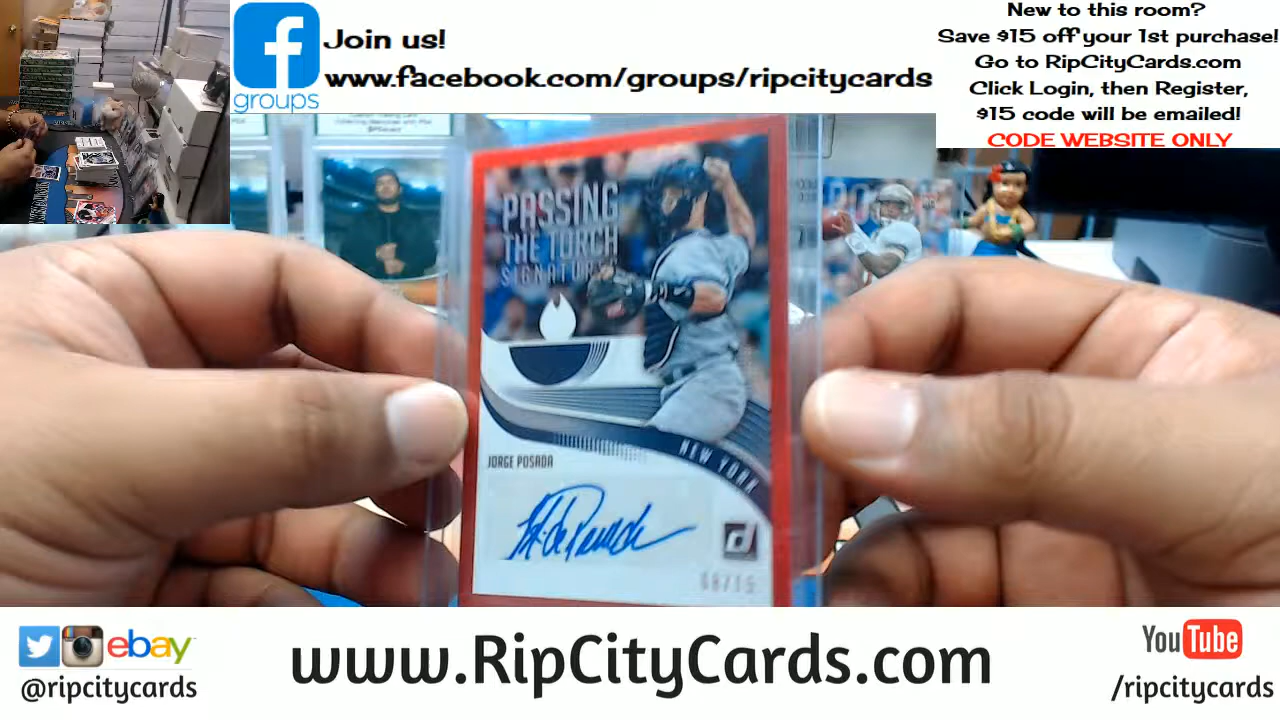 Join us!
www.facebook.com/groups/ripcitycards
groups
New to this room?
Save $15 off your 1st purchase!
Go to RipCityCards.com
Click Login, then Register,
$15 code will be emailed!
CODE WEBSITE ONLY
PASSING
THE TORCH
NEW YORK
JORGE POSADA
ebay
@ripcitycards
www.RipCityCards.com
YouTube
/ripcitycards